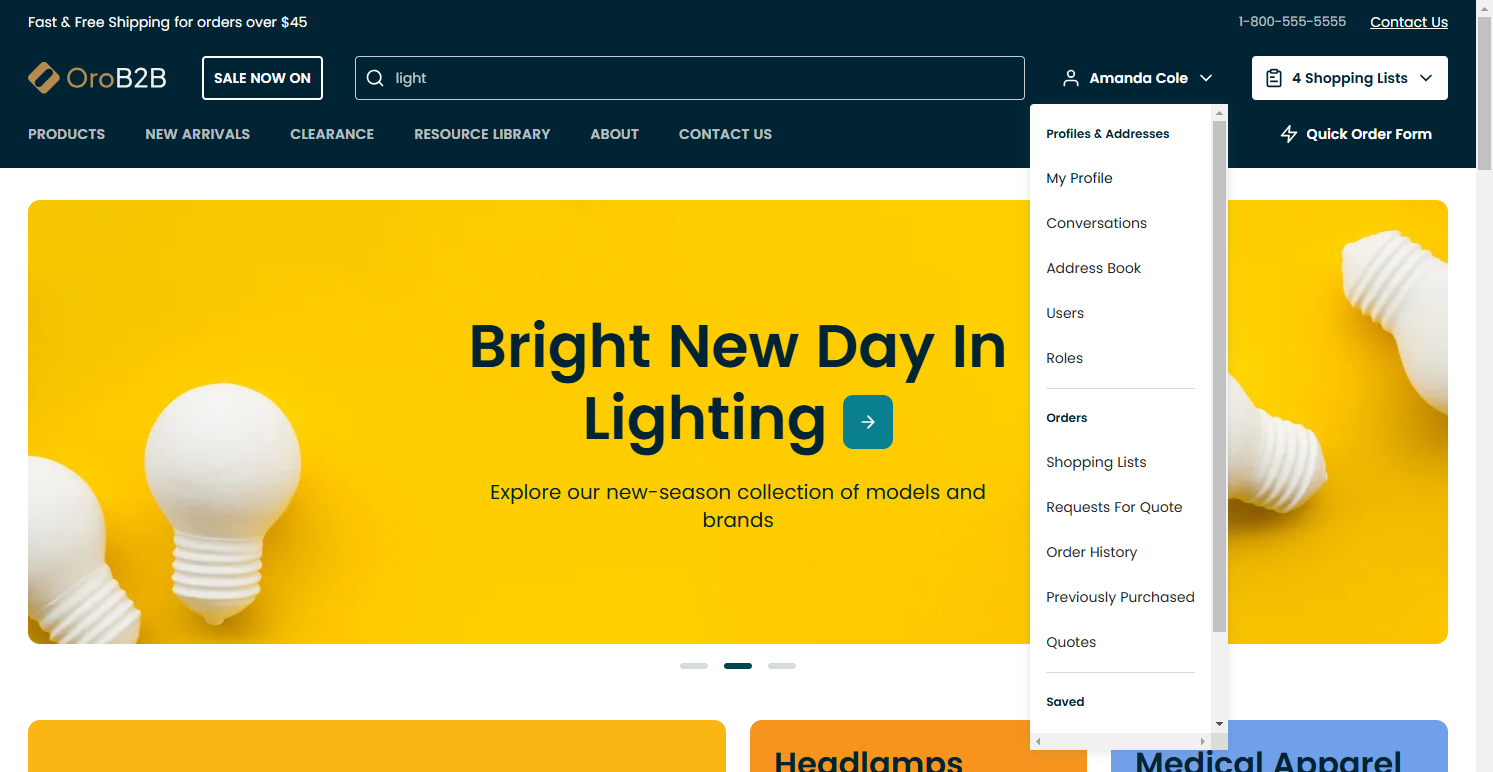 Fast & Free Shipping for orders over $45
1-800-555-5555
Contact Us
OroB2B
SALE NOW ON
light
Amanda Cole
4 Shopping Lists
PRODUCTS
NEW ARRIVALS
CLEARANCE
RESOURCE LIBRARY
ABOUT
CONTACT US
Quick Order Form
Profiles & Addresses
My Profile
Conversations
Address Book
Users
Roles
Orders
Shopping Lists
Requests For Quote
Order History
Previously Purchased
Quotes
Saved
Bright New Day In
Lighting
Explore our new-season collection of models and
brands
Headlamps
Medical Apparel